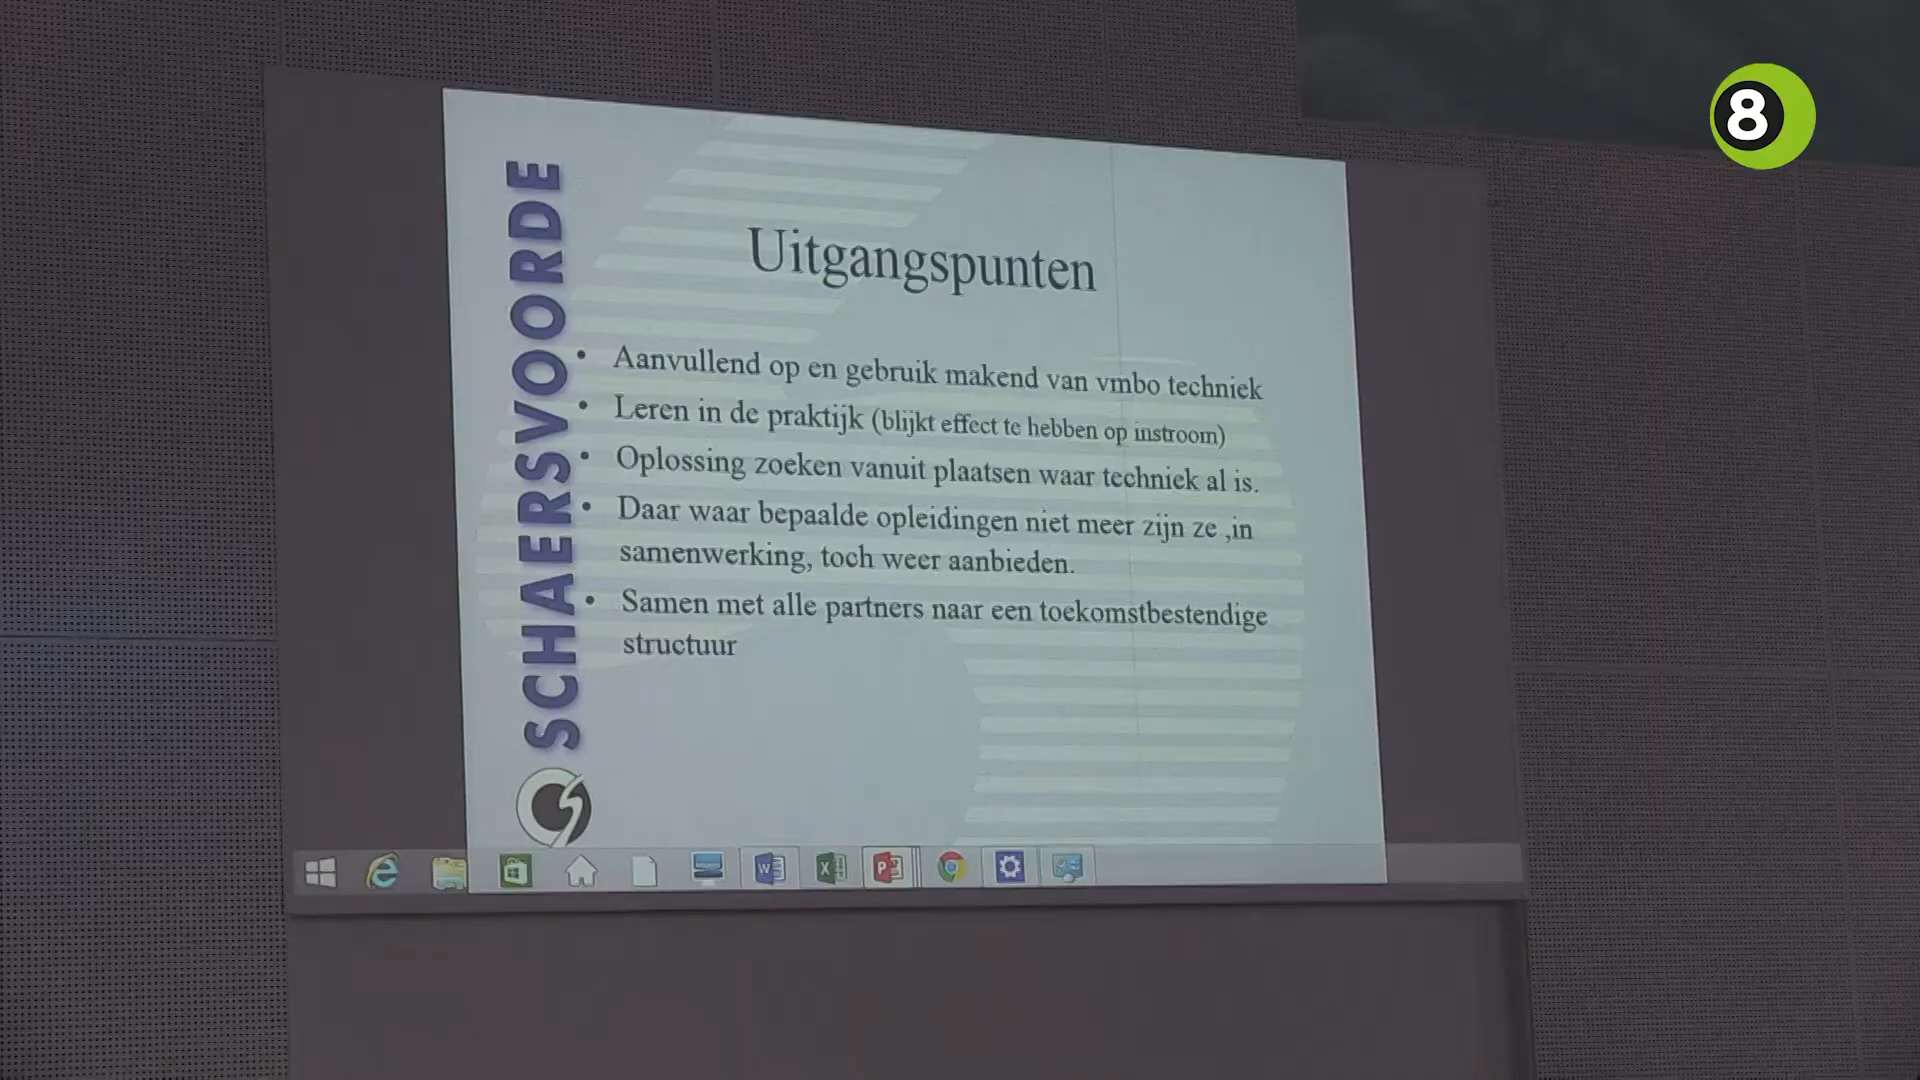 8
SCHAERSVOORDE
Uitgangspunten
• Aanvullend op en gebruik makend van vmbo techniek
• Leren in de praktijk (blijkt effect te hebben op instroom)
• Oplossing zoeken vanuit plaatsen waar techniek al is.
• Daar waar bepaalde opleidingen niet meer zijn ze ,in
samenwerking, toch weer aanbieden.
• Samen met alle partners naar een toekomstbestendige
structuur